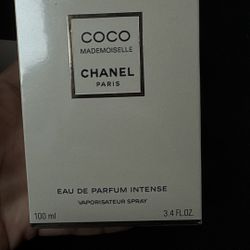 COCO
MADEMOISELLE
CHANEL
PARIS
EAU DE PARFUM INTENSE
VAPORISATEUR SPRAY
100 ml 3.4 FL.OZ.